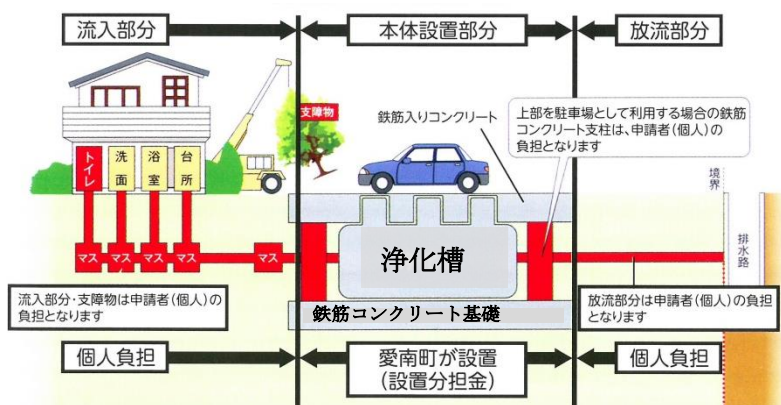 流入部分
本体設置部分
放流部分
支障物
鉄筋入りコンクリート
上部を駐車場として利用する場合の鉄筋
コンクリート支柱は、申請者(個人)の
負担となります
トイレ
洗面
浴室
台所
境界
排水路
マス
マス
マス
マス
マス
浄化槽
流入部分・支障物は申請者(個人)の
負担となります
鉄筋コンクリート基礎
放流部分は申請者(個人)の負担
となります
個人負担
愛南町が設置
(設置分担金)
個人負担